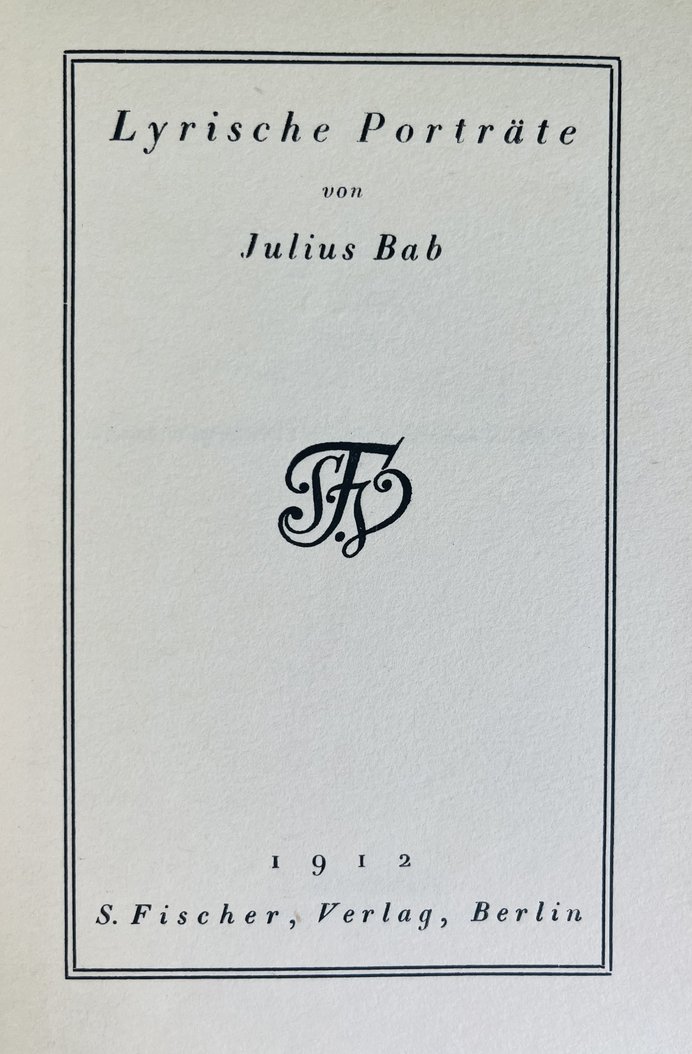 Lyrische Porträte
von
Julius Bab
SFV
1912
S. Fischer, Verlag, Berlin